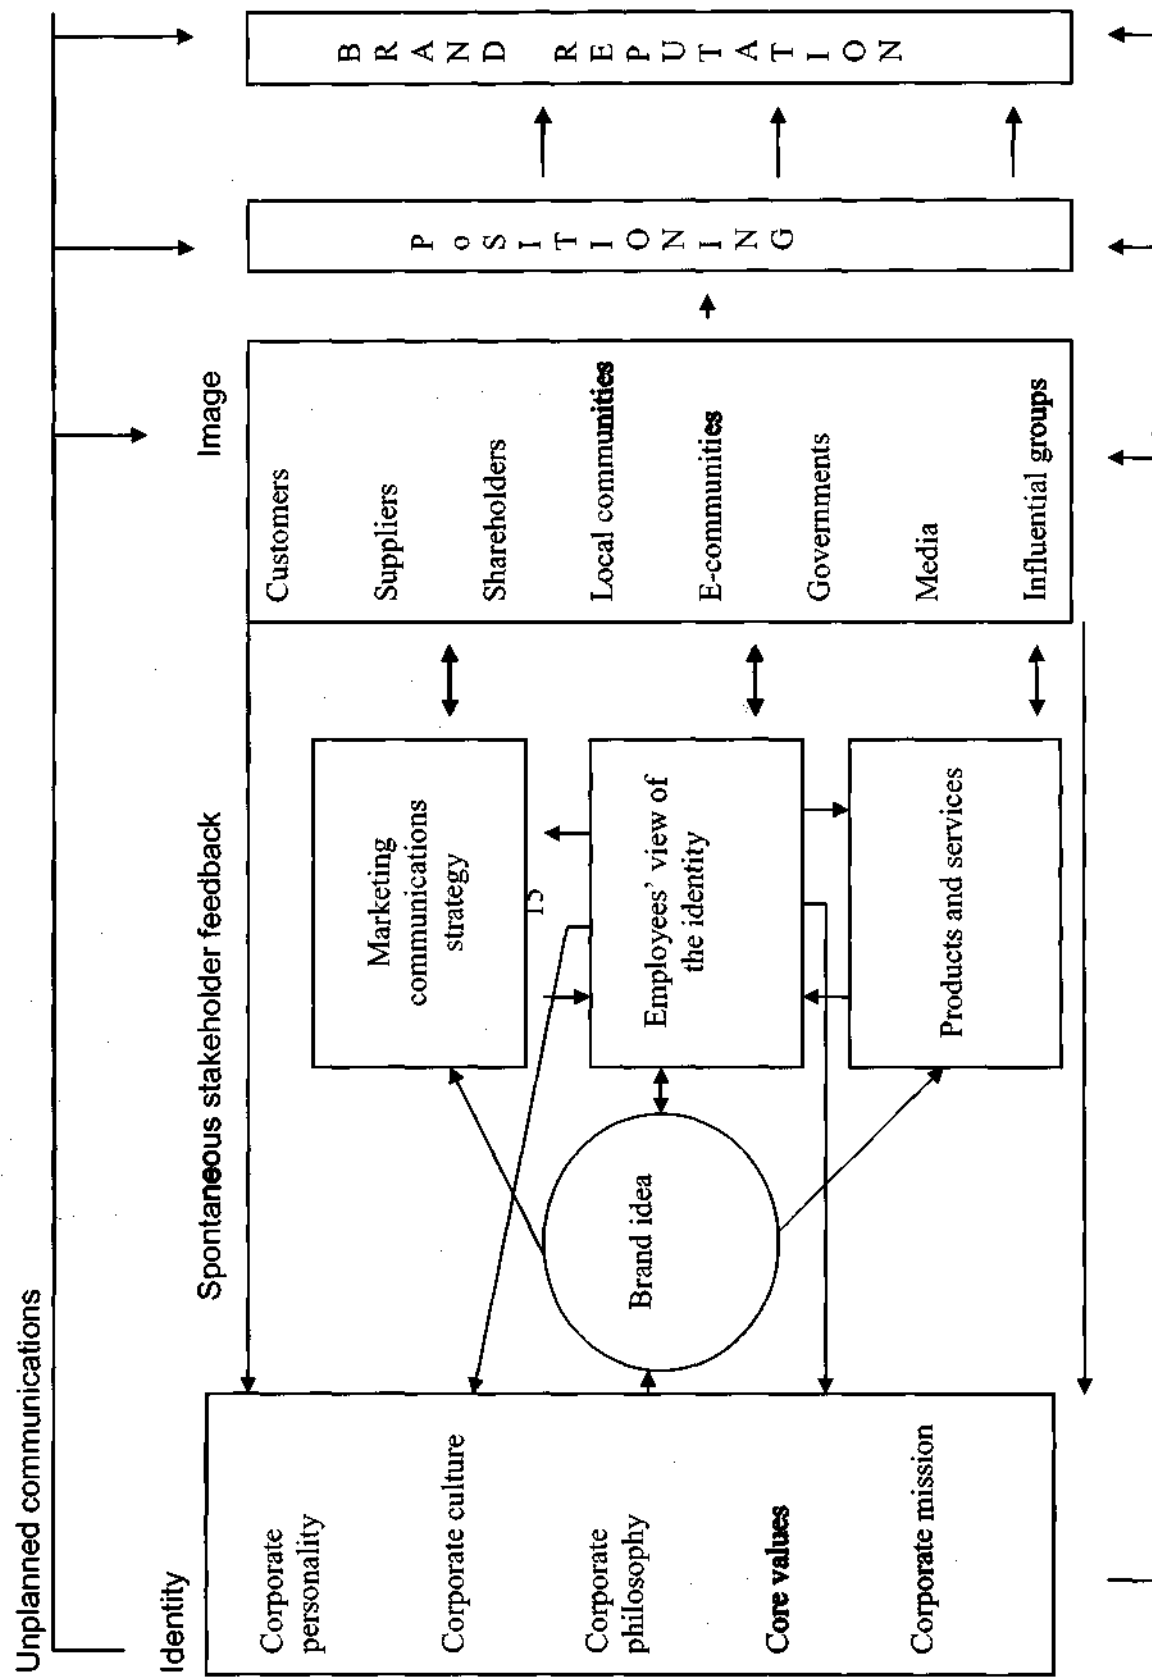 Unplanned communications
Identity
Spontaneous stakeholder feedback
Image
Corporate
personality
Corporate culture
Corporate
philosophy
Core values
Corporate mission
Brand idea
Marketing
communications
strategy
15
Employees' view of
the identity
Products and services
Customers
Suppliers
Shareholders
Local communities
E-communities
Governments
Media
Influential groups
PoSITIONING
BRAND REPUTATION